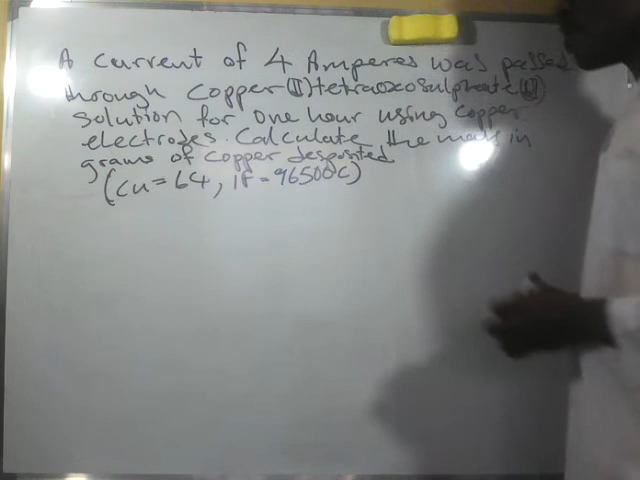 A Current of 4 Amperes was passed
through Copper(II)tetraoxosulphate(VI)
Solution for one hour using Copper
electrodes. Calculate the mass in
grams of copper desposited
(Cu = 64, 1F = 96500C)